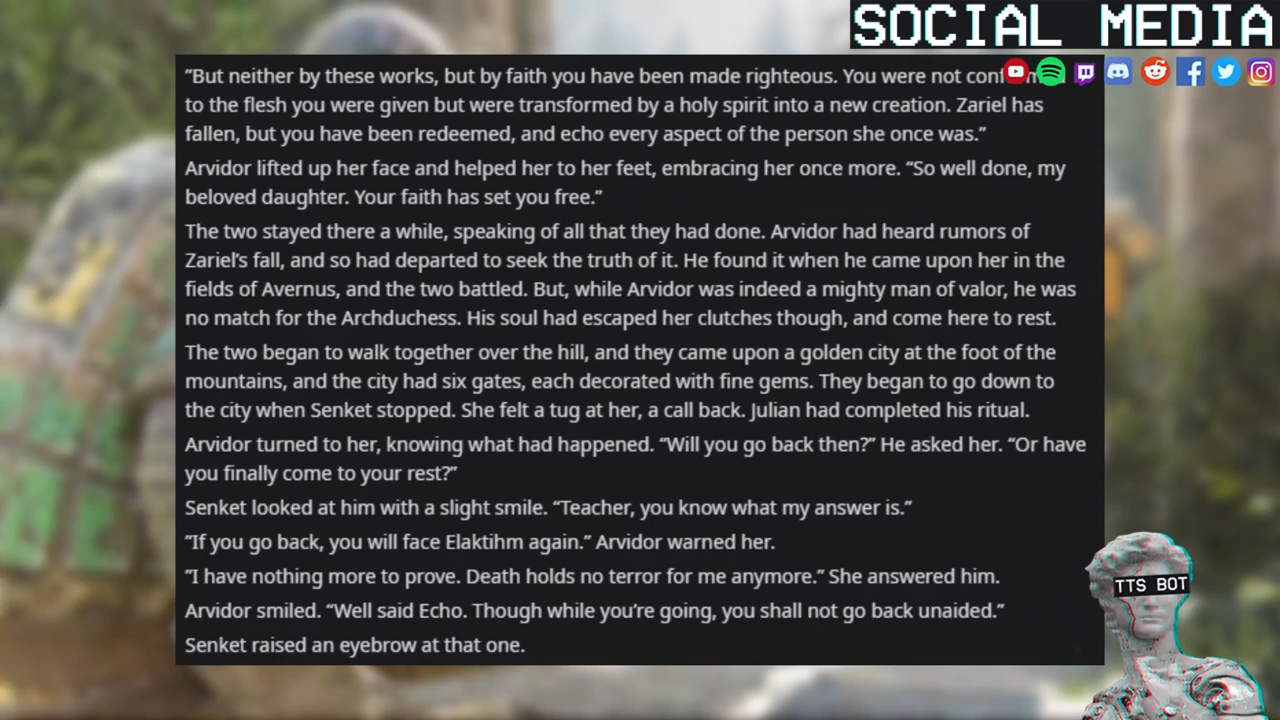 SOCIAL MEDIA
"But neither by these works, but by faith you have been made righteous. You were not
to the flesh you were given but were transformed by a holy spirit into a new creation. Zariel has
fallen, but you have been redeemed, and echo every aspect of the person she once was."
Arvidor lifted up her face and helped her to her feet, embracing her once more. "So well done, my
beloved daughter. Your faith has set you free."
The two stayed there a while, speaking of all that they had done. Arvidor had heard rumors of
Zariel's fall, and so had departed to seek the truth of it. He found it when he came upon her in the
fields of Avernus, and the two battled. But, while Arvidor was indeed a mighty man of valor, he was
no match for the Archduchess. His soul had escaped her clutches though, and come here to rest.
The two began to walk together over the hill, and they came upon a golden city at the foot of the
mountains, and the city had six gates, each decorated with fine gems. They began to go down to
the city when Senket stopped. She felt a tug at her, a call back. Julian had completed his ritual.
Arvidor turned to her, knowing what had happened. "Will you go back then?" He asked her. "Or have
you finally come to your rest?"
Senket looked at him with a slight smile. "Teacher, you know what my answer is."
"If you go back, you will face Elaktihm again." Arvidor warned her.
"I have nothing more to prove. Death holds no terror for me anymore." She answered him.
Arvidor smiled. "Well said Echo. Though while you're going, you shall not go back unaided."
Senket raised an eyebrow at that one.
TTS BOT